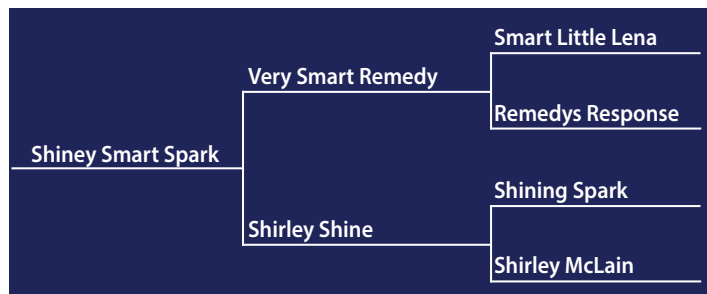 Smart Little Lena
Very Smart Remedy
Remedys Response
Shiney Smart Spark
Shining Spark
Shirley Shine
Shirley McLain